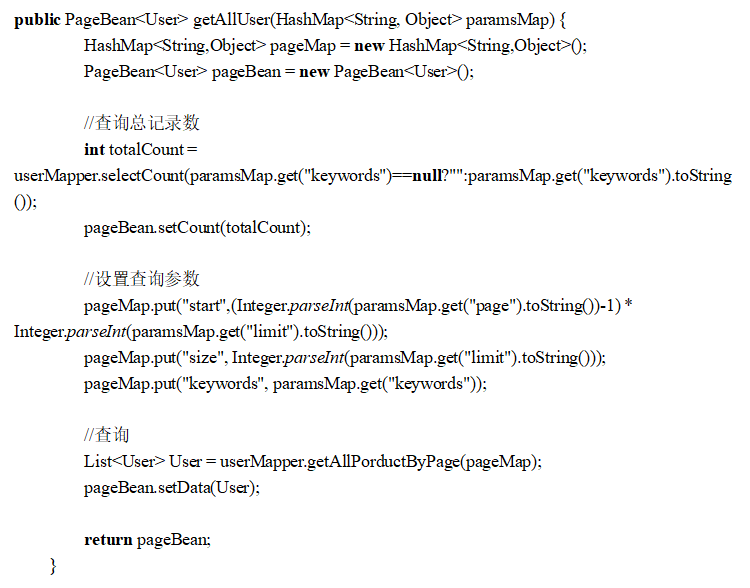 public PageBean<User> getAllUser(HashMap<String, Object> paramsMap) {
HashMap<String,Object> pageMap = new HashMap<String,Object>();
PageBean<User> pageBean = new PageBean<User>();
//查询总记录数
int totalCount =
userMapper.selectCount(paramsMap.get("keywords")==null?"":paramsMap.get("keywords").toString
());
pageBean.setCount(totalCount);
//设置查询参数
pageMap.put("start",(Integer.parseInt(paramsMap.get("page").toString())-1) *
Integer.parseInt(paramsMap.get("limit").toString()));
pageMap.put("size", Integer.parseInt(paramsMap.get("limit").toString()));
pageMap.put("keywords", paramsMap.get("keywords"));
//查询
List<User> User = userMapper.getAllPorductByPage(pageMap);
pageBean.setData(User);
return pageBean;
}